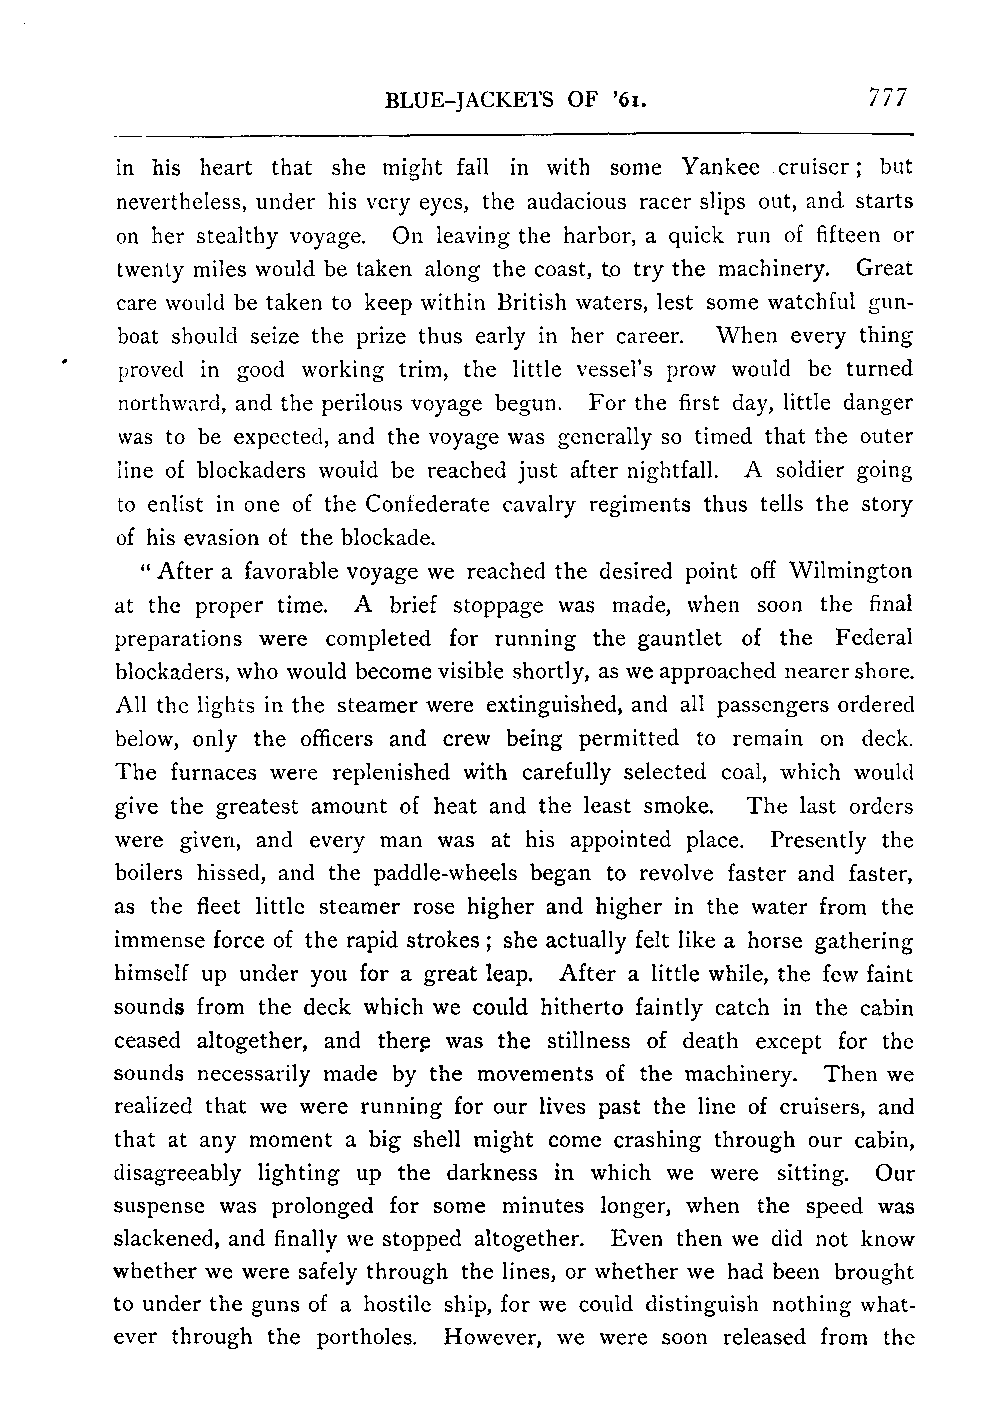 BLUE-JACKETS OF '61. 777
in his heart that she might fall in with some Yankee cruiser; but
nevertheless, under his very eyes, the audacious racer slips out, and starts
on her stealthy voyage. On leaving the harbor, a quick run of fifteen or
twenty miles would be taken along the coast, to try the machinery. Great
care would be taken to keep within British waters, lest some watchful gun-
boat should seize the prize thus early in her career. When every thing
proved in good working trim, the little vessel's prow would be turned
northward, and the perilous voyage begun. For the first day, little danger
was to be expected, and the voyage was generally so timed that the outer
line of blockaders would be reached just after nightfall. A soldier going
to enlist in one of the Confederate cavalry regiments thus tells the story
of his evasion of the blockade.
"After a favorable voyage we reached the desired point off Wilmington
at the proper time. A brief stoppage was made, when soon the final
preparations were completed for running the gauntlet of the Federal
blockaders, who would become visible shortly, as we approached nearer shore.
All the lights in the steamer were extinguished, and all passengers ordered
below, only the officers and crew being permitted to remain on deck.
The furnaces were replenished with carefully selected coal, which would
give the greatest amount of heat and the least smoke. The last orders
were given, and every man was at his appointed place. Presently the
boilers hissed, and the paddle-wheels began to revolve faster and faster,
as the fleet little steamer rose higher and higher in the water from the
immense force of the rapid strokes; she actually felt like a horse gathering
himself up under you for a great leap. After a little while, the few faint
sounds from the deck which we could hitherto faintly catch in the cabin
ceased altogether, and there was the stillness of death except for the
sounds necessarily made by the movements of the machinery. Then we
realized that we were running for our lives past the line of cruisers, and
that at any moment a big shell might come crashing through our cabin,
disagreeably lighting up the darkness in which we were sitting. Our
suspense was prolonged for some minutes longer, when the speed was
slackened, and finally we stopped altogether. Even then we did not know
whether we were safely through the lines, or whether we had been brought
to under the guns of a hostile ship, for we could distinguish nothing what-
ever through the portholes. However, we were soon released from the